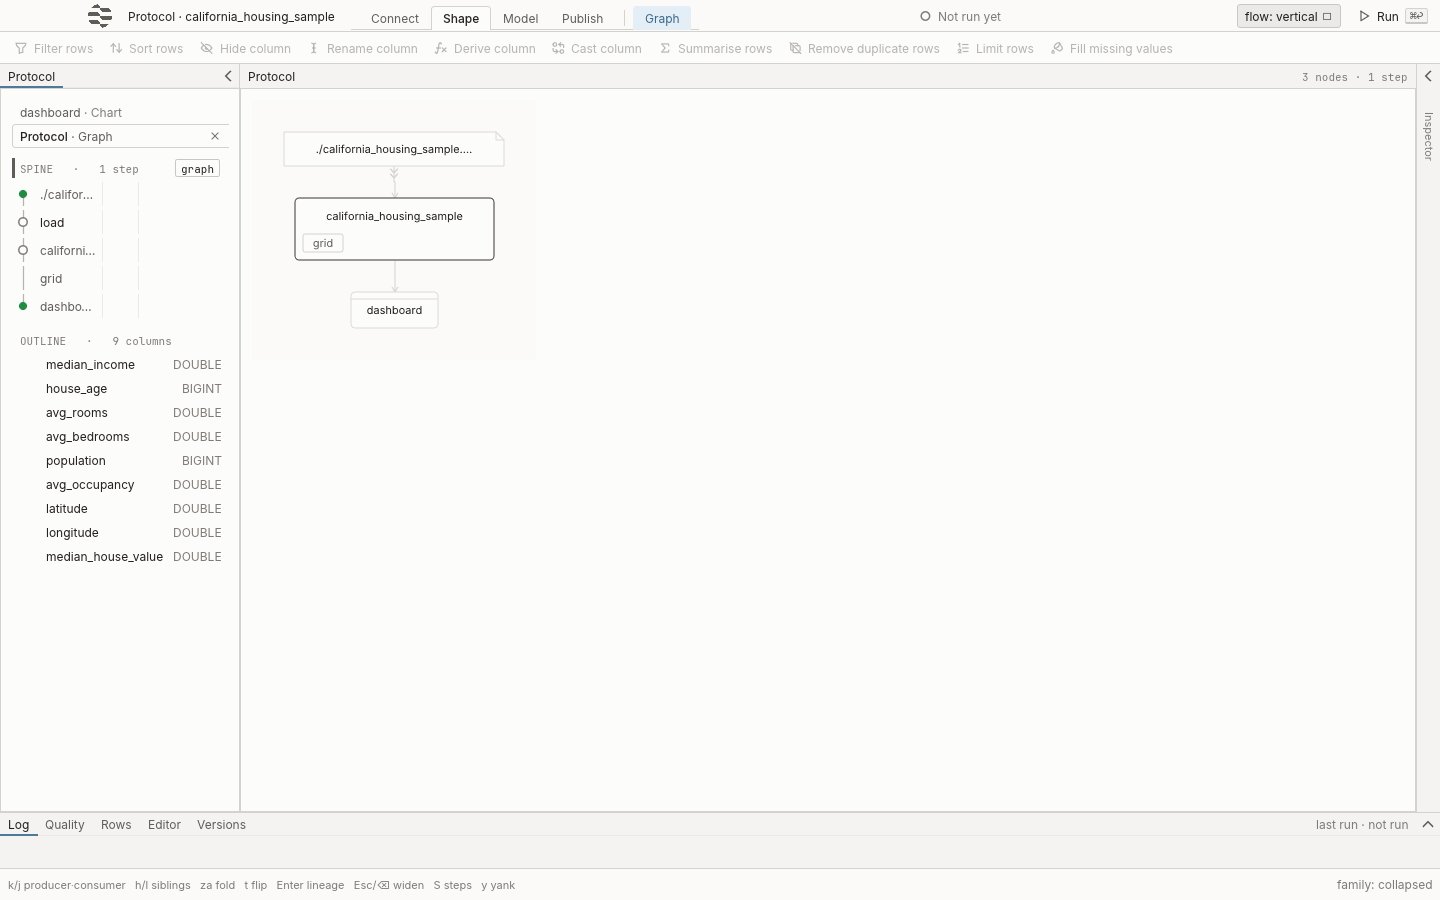 Protocol · california_housing_sample
Connect
Shape
Model
Publish
Graph
Not run yet
flow: vertical
Run
Filter rows
Sort rows
Hide column
Rename column
Derive column
Cast column
Summarise rows
Remove duplicate rows
Limit rows
Fill missing values
Protocol
Protocol
3 nodes · 1 step
dashboard · Chart
Protocol · Graph
SPINE · 1 step
graph
./califor...
load
californi...
grid
dashbo...
OUTLINE · 9 columns
median_income DOUBLE
house_age BIGINT
avg_rooms DOUBLE
avg_bedrooms DOUBLE
population BIGINT
avg_occupancy DOUBLE
latitude DOUBLE
longitude DOUBLE
median_house_value DOUBLE
./california_housing_sample....
california_housing_sample
grid
dashboard
Inspector
Log
Quality
Rows
Editor
Versions
last run · not run
k/j producer·consumer h/l siblings za fold t flip Enter lineage Esc/⌫ widen S steps y yank
family: collapsed